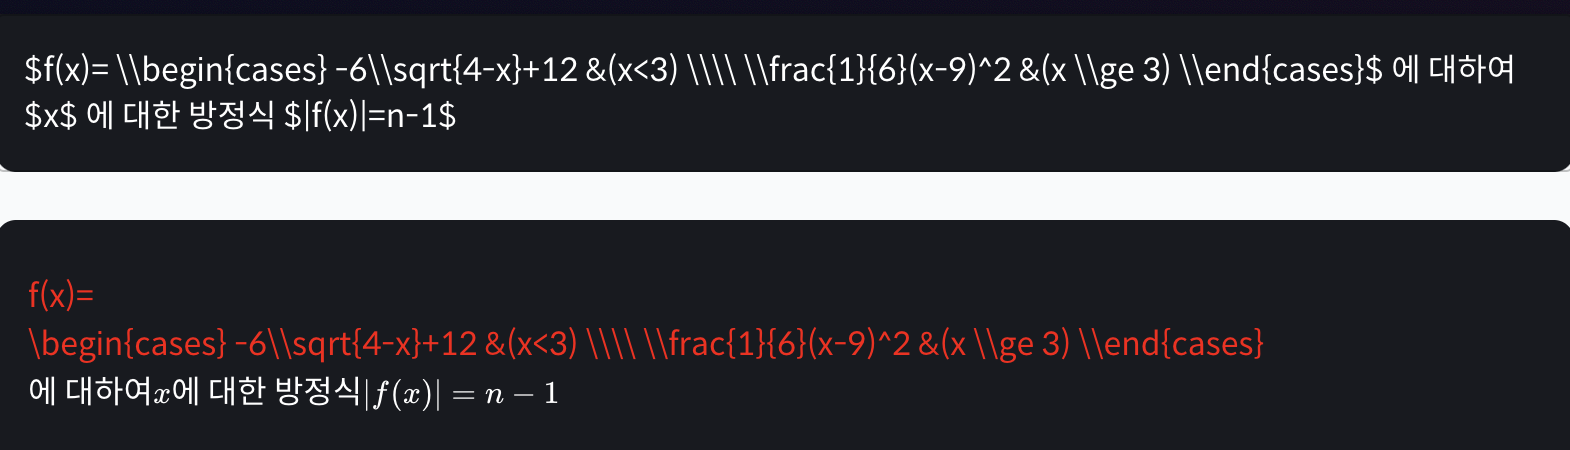 $f(x)= \\begin{cases} -6\\sqrt{4-x}+12 &(x<3) \\\\ \\frac{1}{6}(x-9)^2 &(x \\ge 3) \\end{cases}$ 에 대하여
$x$ 에 대한 방정식 $|f(x)|=n-1$
f(x)=
\begin{cases} -6\\sqrt{4-x}+12 &(x<3) \\\\ \\frac{1}{6}(x-9)^2 &(x \\ge 3) \\end{cases}
에 대하여x에 대한 방정식|f(x)| = n − 1